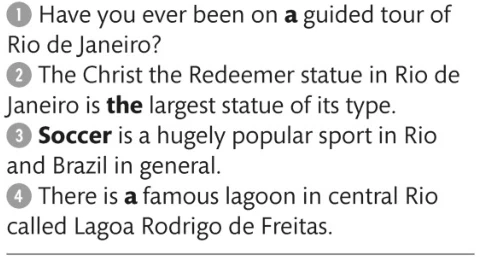 1 Have you ever been on a guided tour of
Rio de Janeiro?
2 The Christ the Redeemer statue in Rio de
Janeiro is the largest statue of its type.
3 Soccer is a hugely popular sport in Rio
and Brazil in general.
4 There is a famous lagoon in central Rio
called Lagoa Rodrigo de Freitas.